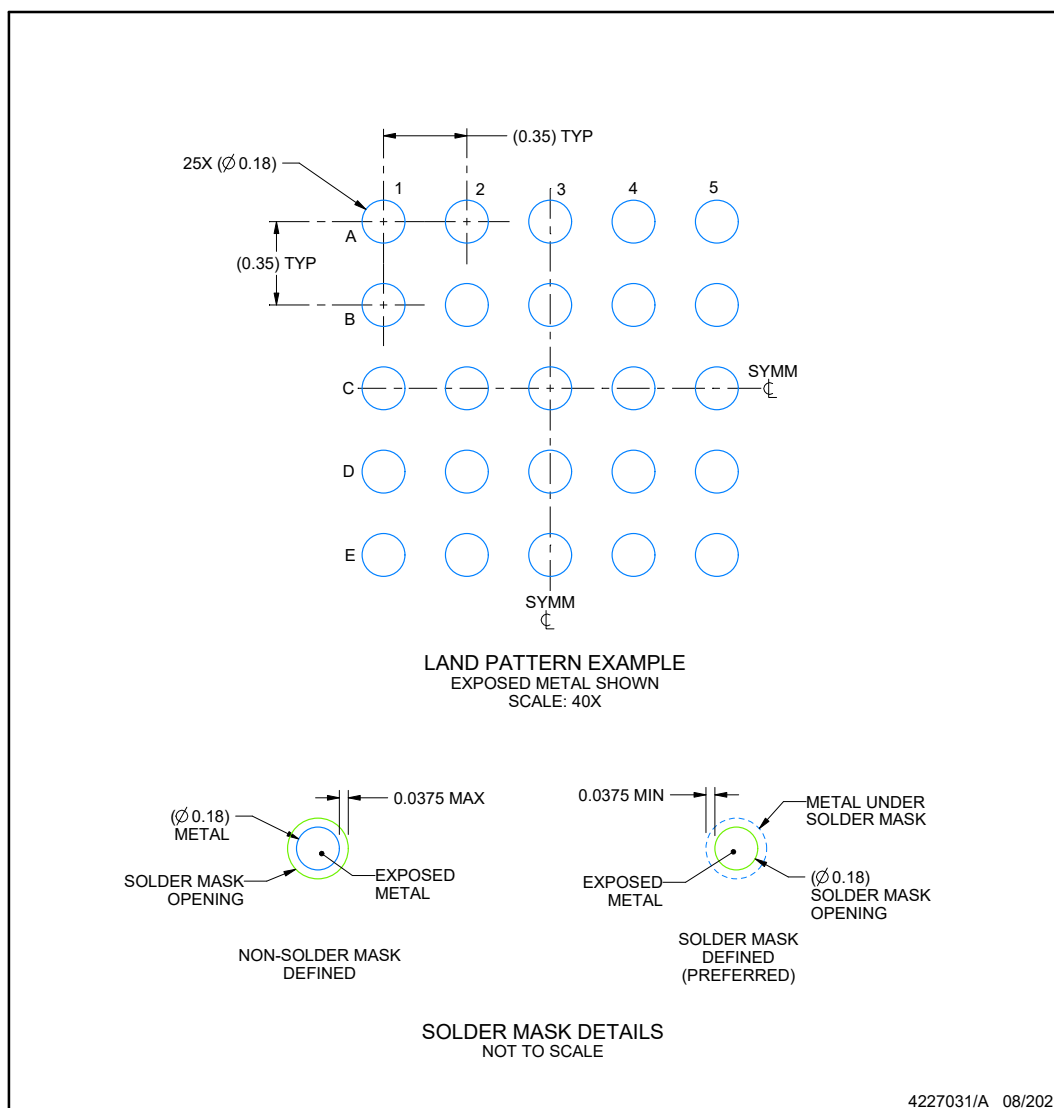 (0.35) TYP
25X (∅ 0.18)
1
2
3
4
5
A
(0.35) TYP
B
C
SYMM
℄
D
E
SYMM
℄
LAND PATTERN EXAMPLE
EXPOSED METAL SHOWN
SCALE: 40X
(∅ 0.18)
METAL
0.0375 MAX
SOLDER MASK
OPENING
EXPOSED
METAL
NON-SOLDER MASK
DEFINED
0.0375 MIN
METAL UNDER
SOLDER MASK
EXPOSED
METAL
(∅ 0.18)
SOLDER MASK
OPENING
SOLDER MASK
DEFINED
(PREFERRED)
SOLDER MASK DETAILS
NOT TO SCALE
4227031/A 08/202